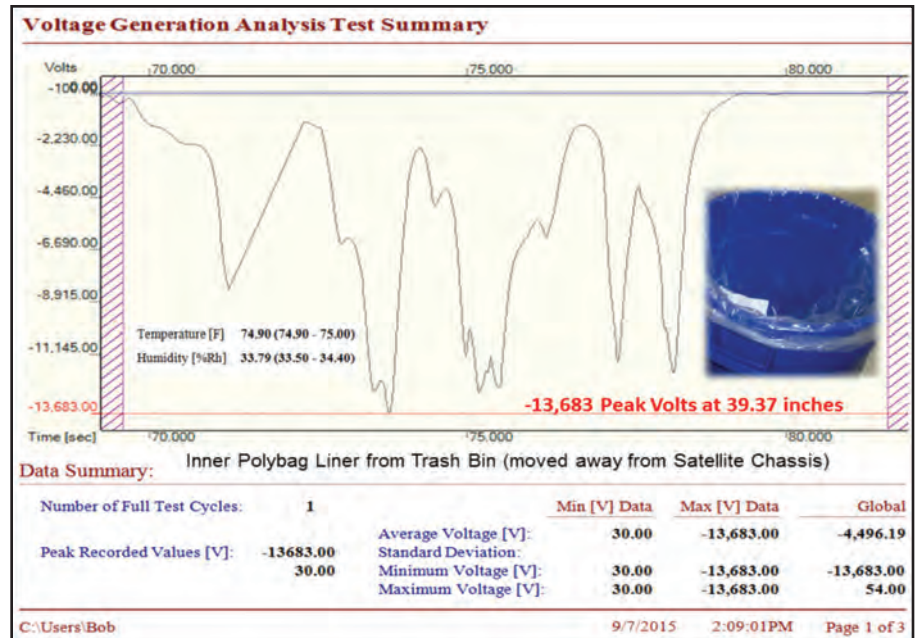 Voltage Generation Analysis Test Summary
Volts
70.000 75.000 80.000
-2,230.00
-4,460.00
-6,690.00
-8,915.00
-11,145.00
-13,683.00
Temperature [F] 74.90 (74.90 - 75.00)
Humidity [%Rh] 33.79 (33.50 - 34.40)
-13,683 Peak Volts at 39.37 inches
Time [sec] 70.000 75.000 80.000
Data Summary: Inner Polybag Liner from Trash Bin (moved away from Satellite Chassis)
Number of Full Test Cycles: 1 Min [V] Data Max [V] Data Global
Average Voltage [V]: 30.00 -13,683.00 -4,496.19
Peak Recorded Values [V]: -13683.00 Standard Deviation:
30.00 Minimum Voltage [V]: 30.00 -13,683.00 -13,683.00
Maximum Voltage [V]: 30.00 -13,683.00 54.00
C:\Users\Bob 9/7/2015 2:09:01PM Page 1 of 3